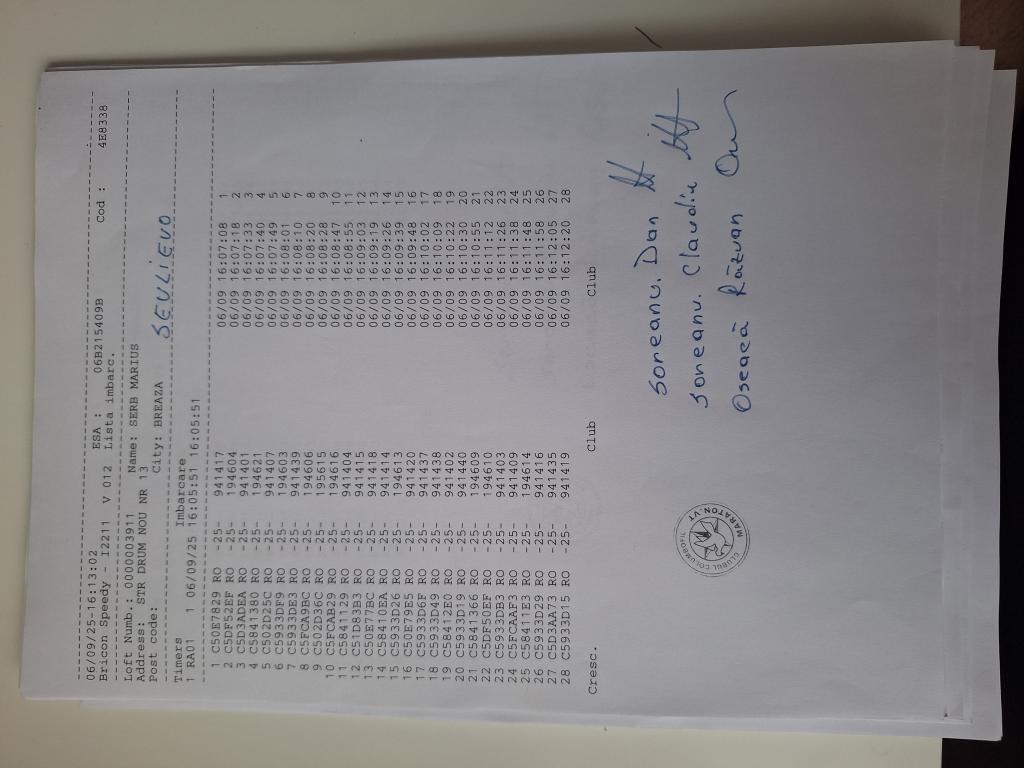 06/09/25-16:13:02 ESA : 06B215409B Cod : 4E8338
Bricon Speedy - I2211 V 012 Lista imbarc.
Loft Numb.: 0000003911 Name: SERB MARIUS
Address: STR DRUM NOU NR 13
Post code: City: BREAZA SEVLIEVO
Timers Imbarcare
1 RA01 1 06/09/25 16:05:51 16:05:51
1 C50E7829 RO -25- 941417 06/09 16:07:08 1
2 C5DF52EF RO -25- 194604 06/09 16:07:18 2
3 C5D3ADEA RO -25- 941401 06/09 16:07:33 3
4 C5841380 RO -25- 194621 06/09 16:07:40 4
5 C502D25C RO -25- 941407 06/09 16:07:49 5
6 C5933DF9 RO -25- 194603 06/09 16:08:01 6
7 C5933DE3 RO -25- 941439 06/09 16:08:10 7
8 C5FCA9BC RO -25- 194606 06/09 16:08:20 8
9 C502D36C RO -25- 195615 06/09 16:08:28 9
10 C5FCAB29 RO -25- 194616 06/09 16:08:47 10
11 C5841129 RO -25- 941404 06/09 16:08:55 11
12 C51D83B3 RO -25- 941415 06/09 16:09:03 12
13 C50E77BC RO -25- 941418 06/09 16:09:19 13
14 C58410EA RO -25- 941414 06/09 16:09:26 14
15 C5933D26 RO -25- 194613 06/09 16:09:39 15
16 C50E79E5 RO -25- 941420 06/09 16:09:48 16
17 C5933D6F RO -25- 941437 06/09 16:10:02 17
18 C5933D49 RO -25- 941438 06/09 16:10:09 18
19 C58412E5 RO -25- 941402 06/09 16:10:22 19
20 C5933D19 RO -25- 941440 06/09 16:10:30 20
21 C5841366 RO -25- 194609 06/09 16:10:55 21
22 C5DF50EF RO -25- 194610 06/09 16:11:12 22
23 C5933DB3 RO -25- 941403 06/09 16:11:26 23
24 C5FCAAF3 RO -25- 941409 06/09 16:11:38 24
25 C58411E3 RO -25- 194614 06/09 16:11:48 25
26 C5933D29 RO -25- 941416 06/09 16:11:58 26
27 C5D3AA73 RO -25- 941435 06/09 16:12:05 27
28 C5933D15 RO -25- 941419 06/09 16:12:20 28
Cresc. Club Club
Soneanu. Dan
Soneanu. Claudiu
Oseacă Răzvan
CLUBUL COLUMBOFIL
MARATON.VT